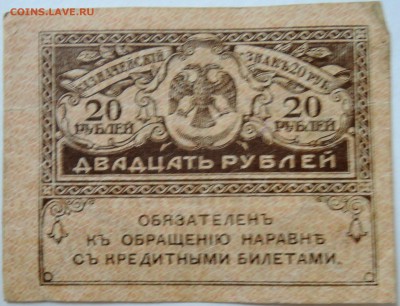 COINS.LAVE.RU
КАЗНАЧЕЙСКІЙ ЗНАКЪ 20 РУБ.
20 РУБЛЕЙ 20 РУБЛЕЙ
ДВАДЦАТЬ РУБЛЕЙ
ОБЯЗАТЕЛЕНЪ
КЪ ОБРАЩЕНІЮ НАРАВНѢ
СЪ КРЕДИТНЫМИ БИЛЕТАМИ.